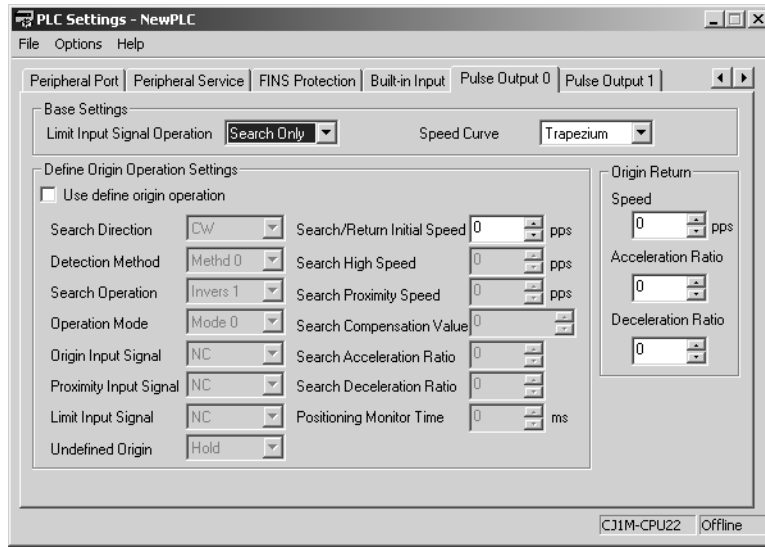 PLC Settings - NewPLC
File Options Help
Peripheral Port Peripheral Service FINS Protection Built-in Input Pulse Output 0 Pulse Output 1
Base Settings
Limit Input Signal Operation Search Only Speed Curve Trapezium
Define Origin Operation Settings
Use define origin operation
Search Direction CW Search/Return Initial Speed 0 pps
Detection Method Methd 0 Search High Speed 0 pps
Search Operation Invers 1 Search Proximity Speed 0 pps
Operation Mode Mode 0 Search Compensation Value 0
Origin Input Signal NC Search Acceleration Ratio 0
Proximity Input Signal NC Search Deceleration Ratio 0
Limit Input Signal NC Positioning Monitor Time 0 ms
Undefined Origin Hold
Origin Return
Speed
0 pps
Acceleration Ratio
0
Deceleration Ratio
0
CJ1M-CPU22 Offline